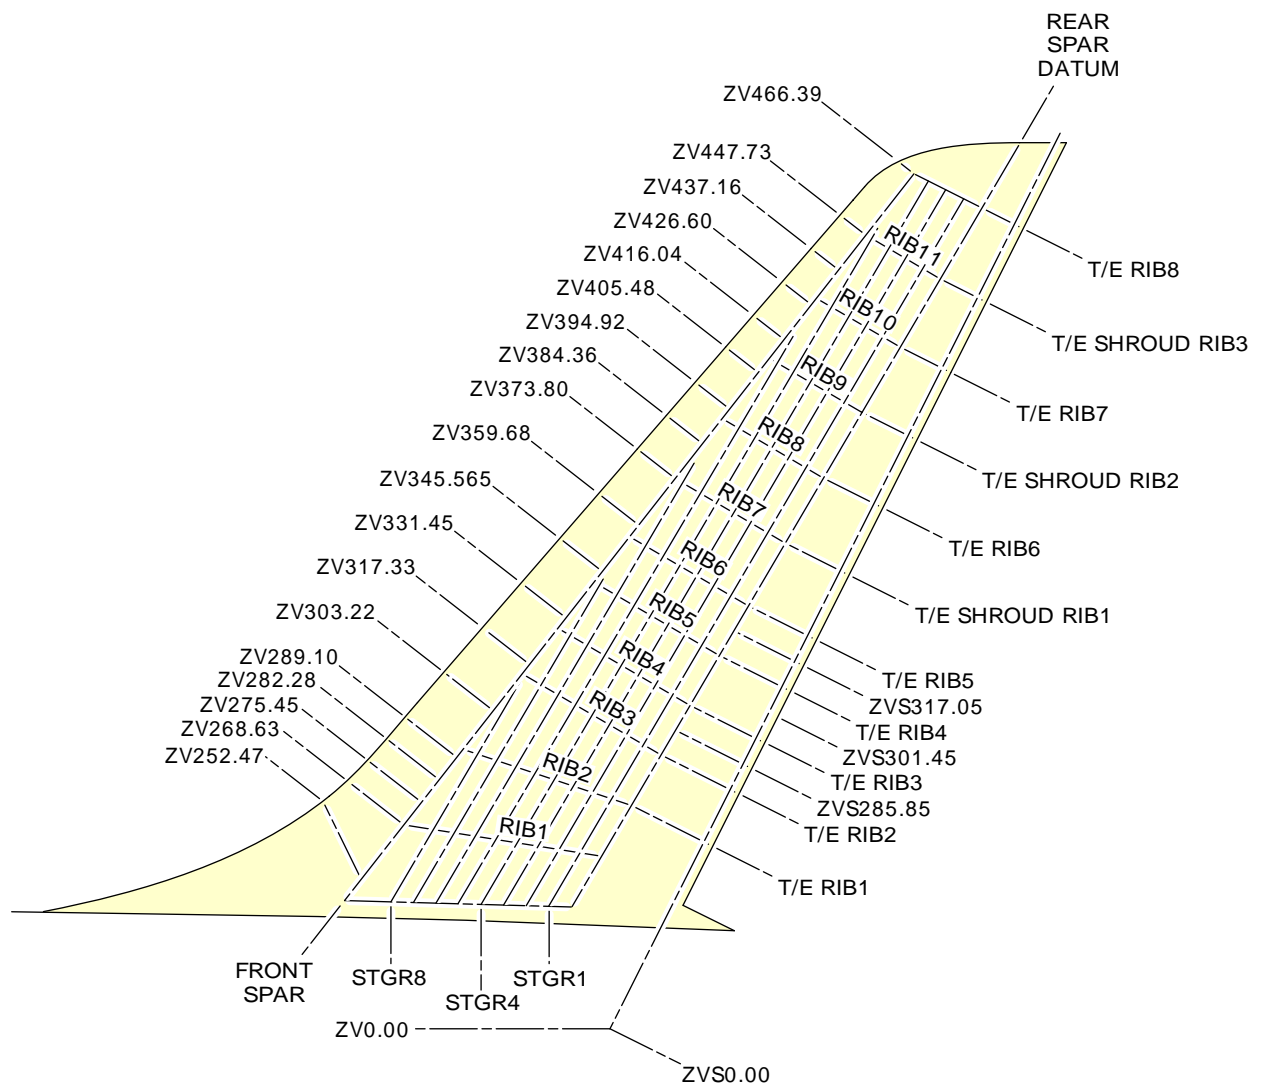 REAR
SPAR
DATUM
ZV466.39
ZV447.73
ZV437.16
ZV426.60
ZV416.04
ZV405.48
ZV394.92
ZV384.36
ZV373.80
ZV359.68
ZV345.565
ZV331.45
ZV317.33
ZV303.22
ZV289.10
ZV282.28
ZV275.45
ZV268.63
ZV252.47
RIB11
RIB10
RIB9
RIB8
RIB7
RIB6
RIB5
RIB4
RIB3
RIB2
RIB1
T/E RIB8
T/E SHROUD RIB3
T/E RIB7
T/E SHROUD RIB2
T/E RIB6
T/E SHROUD RIB1
T/E RIB5
ZVS317.05
T/E RIB4
ZVS301.45
T/E RIB3
ZVS285.85
T/E RIB2
T/E RIB1
FRONT
SPAR
STGR8
STGR4
STGR1
ZV0.00
ZVS0.00